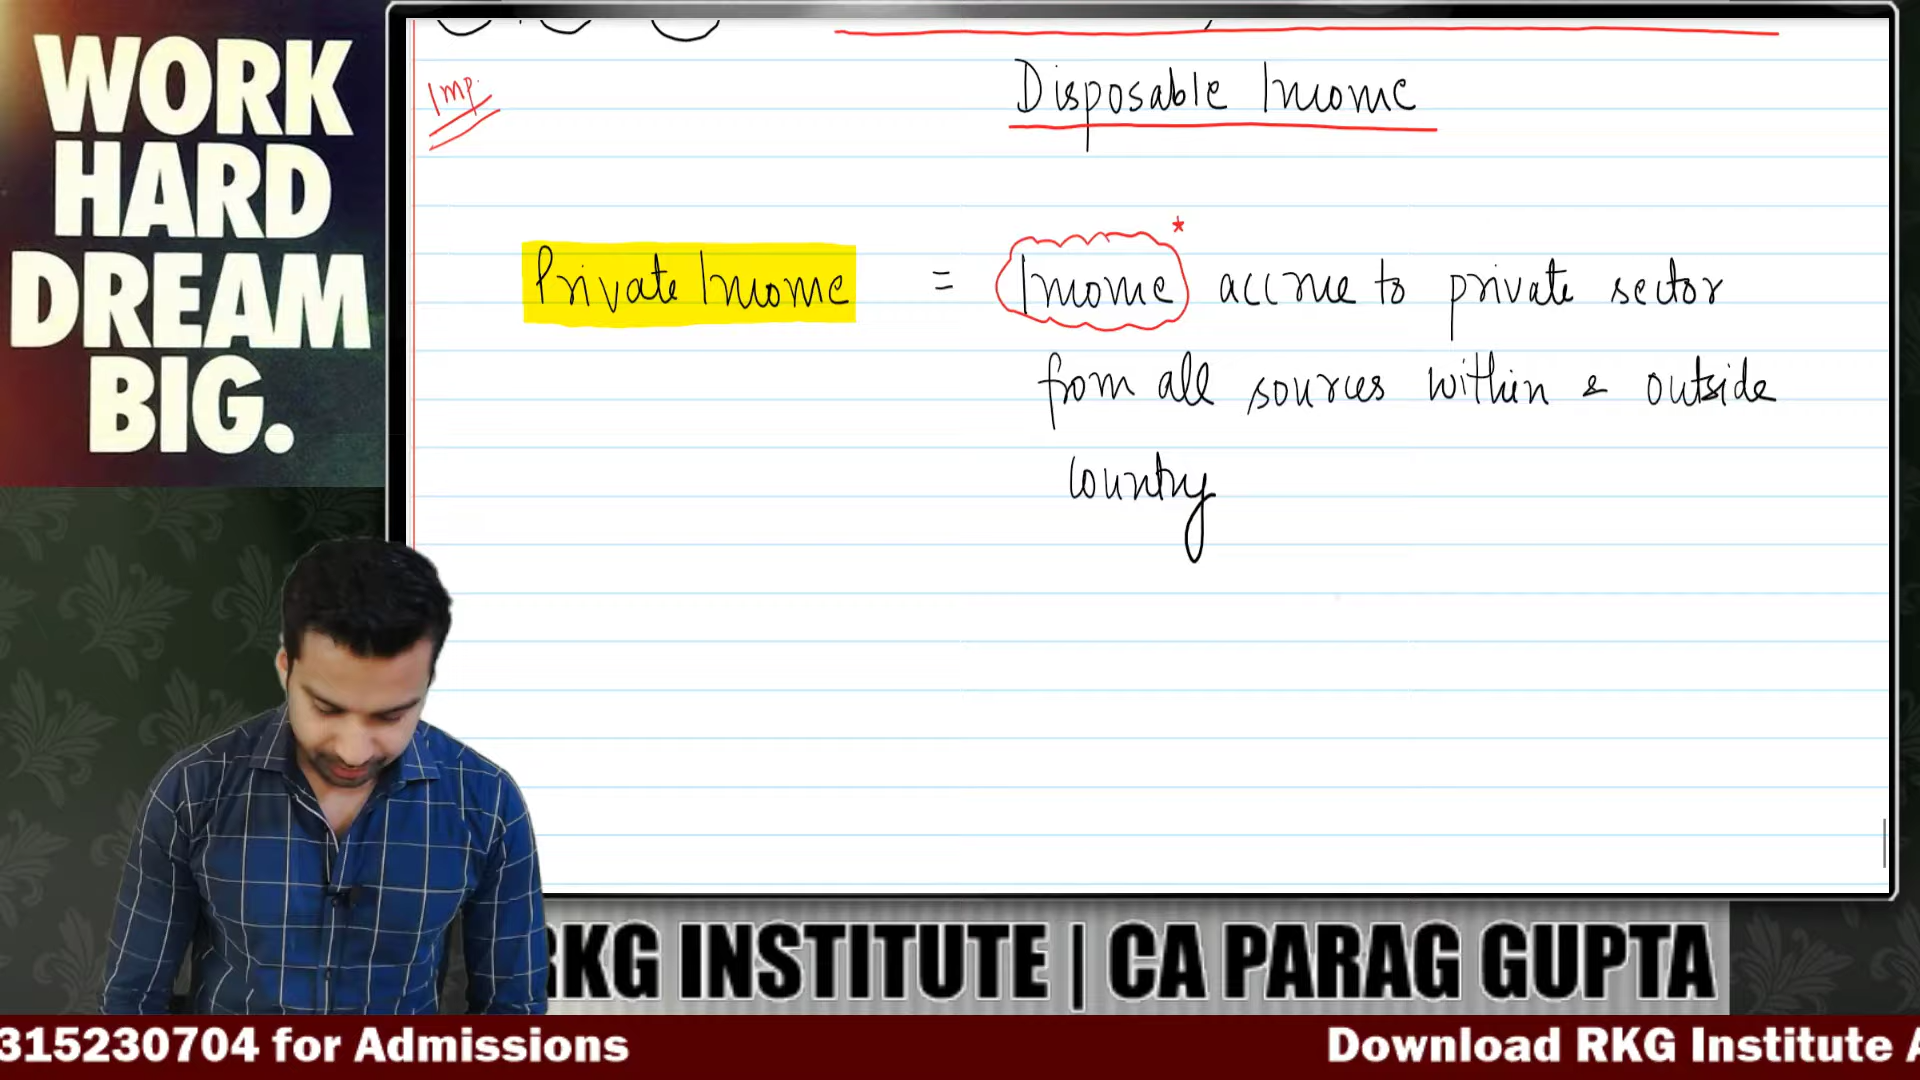 WORK
HARD
DREAM
BIG.
Imp.
Disposable Income
Private Income = Income* accrue to private sector
from all sources within & outside
country
RKG INSTITUTE | CA PARAG GUPTA
315230704 for Admissions
Download RKG Institute A